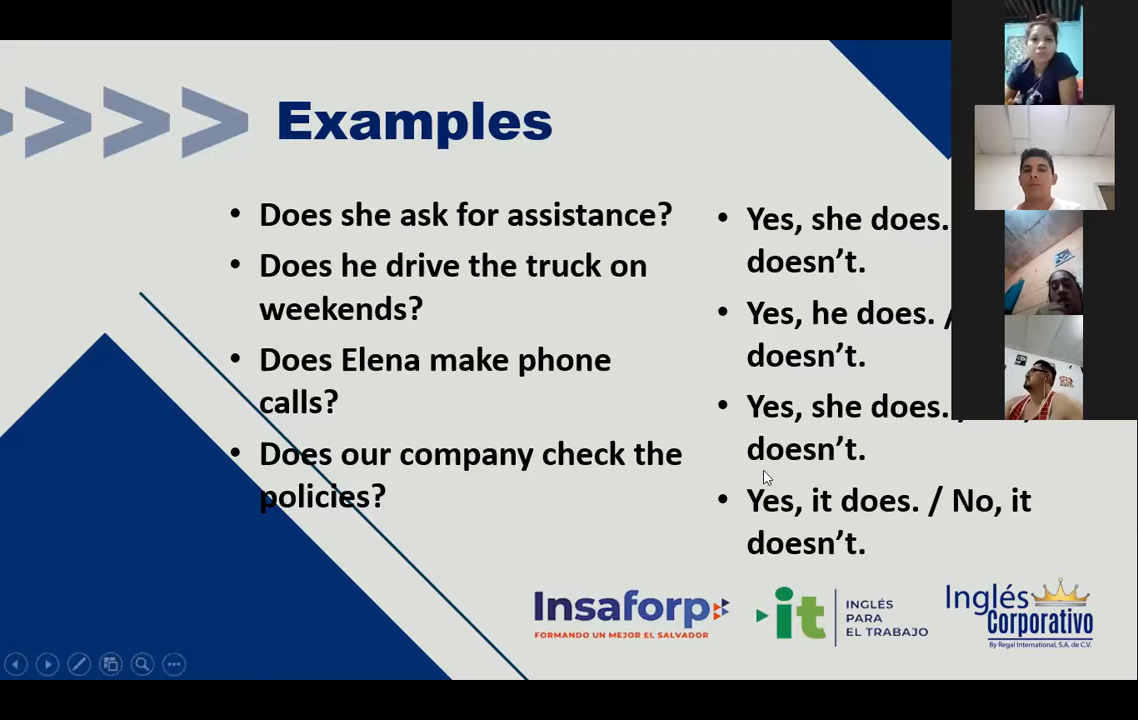 Examples
• Does she ask for assistance?
• Does he drive the truck on
weekends?
• Does Elena make phone
calls?
• Does our company check the
policies?
• Yes, she does.
doesn’t.
• Yes, he does. /
doesn’t.
• Yes, she does.
doesn’t.
• Yes, it does. / No, it
doesn’t.
Insaforp
FORMANDO UN MEJOR EL SALVADOR
it
INGLÉS
PARA
EL TRABAJO
Inglés
Corporativo
By Regal International, S.A. de C.V.